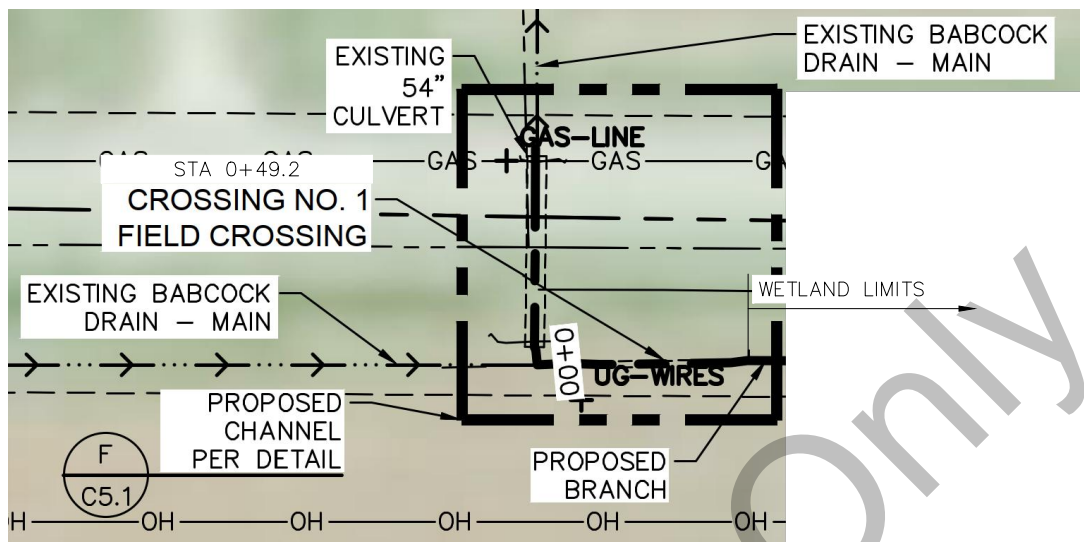 EXISTING
54”
CULVERT
EXISTING BABCOCK
DRAIN – MAIN
GAS-LINE
GAS
GAS
GAS
GAS
GA
STA 0+49.2
CROSSING NO. 1
FIELD CROSSING
EXISTING BABCOCK
DRAIN – MAIN
WETLAND LIMITS
0+00
UG-WIRES
PROPOSED
CHANNEL
PER DETAIL
PROPOSED
BRANCH
F
C5.1
OH
OH
OH
OH
OH
OH
Only